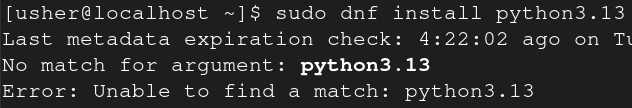 [usher@localhost ~]$ sudo dnf install python3.13
Last metadata expiration check: 4:22:02 ago on Tu
No match for argument: python3.13
Error: Unable to find a match: python3.13